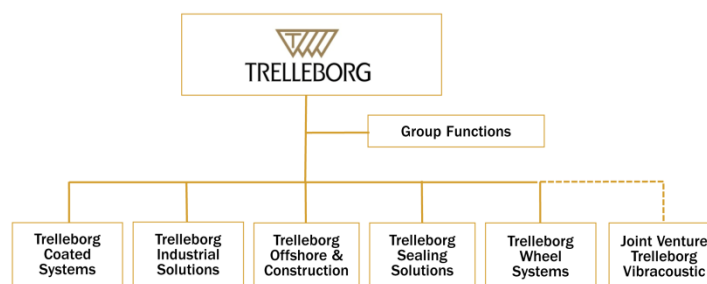 T
TRELLEBORG
Group Functions
Trelleborg
Coated
Systems
Trelleborg
Industrial
Solutions
Trelleborg
Offshore &
Construction
Trelleborg
Sealing
Solutions
Trelleborg
Wheel
Systems
Joint Venture
Trelleborg
Vibracoustic